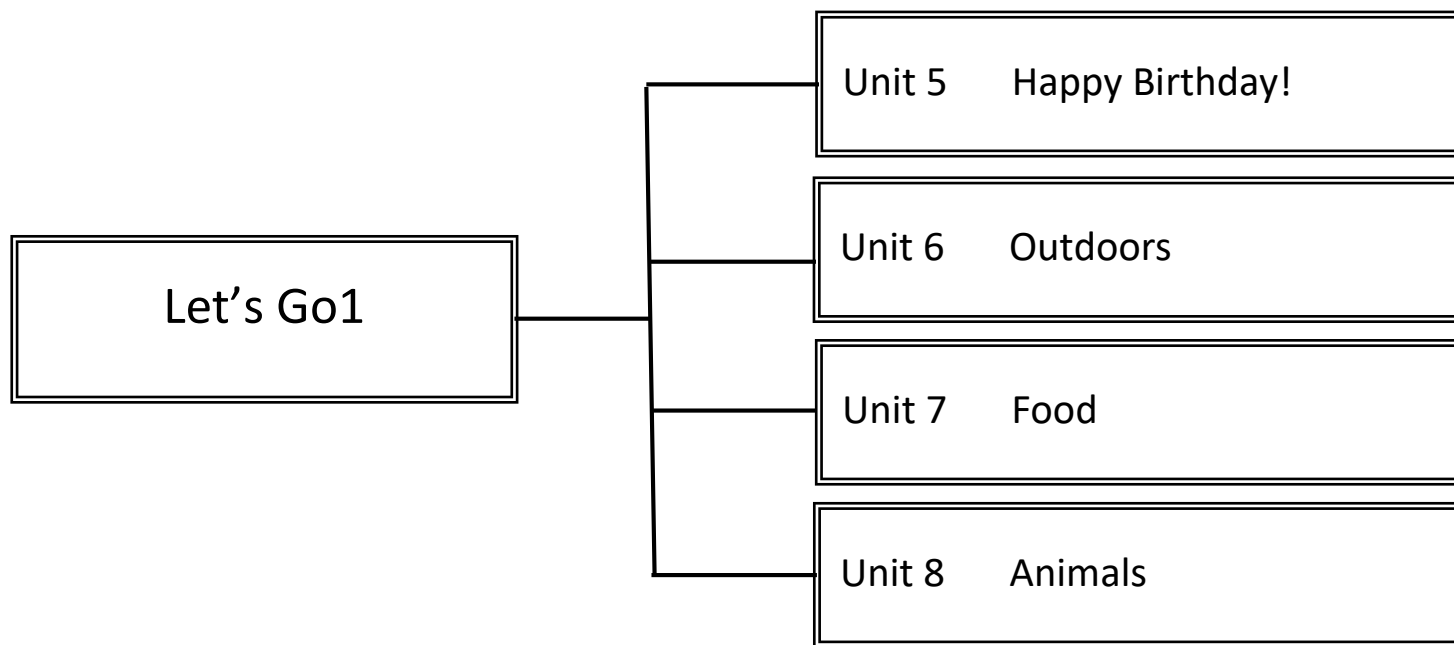 Let’s Go1
Unit 5 Happy Birthday!
Unit 6 Outdoors
Unit 7 Food
Unit 8 Animals